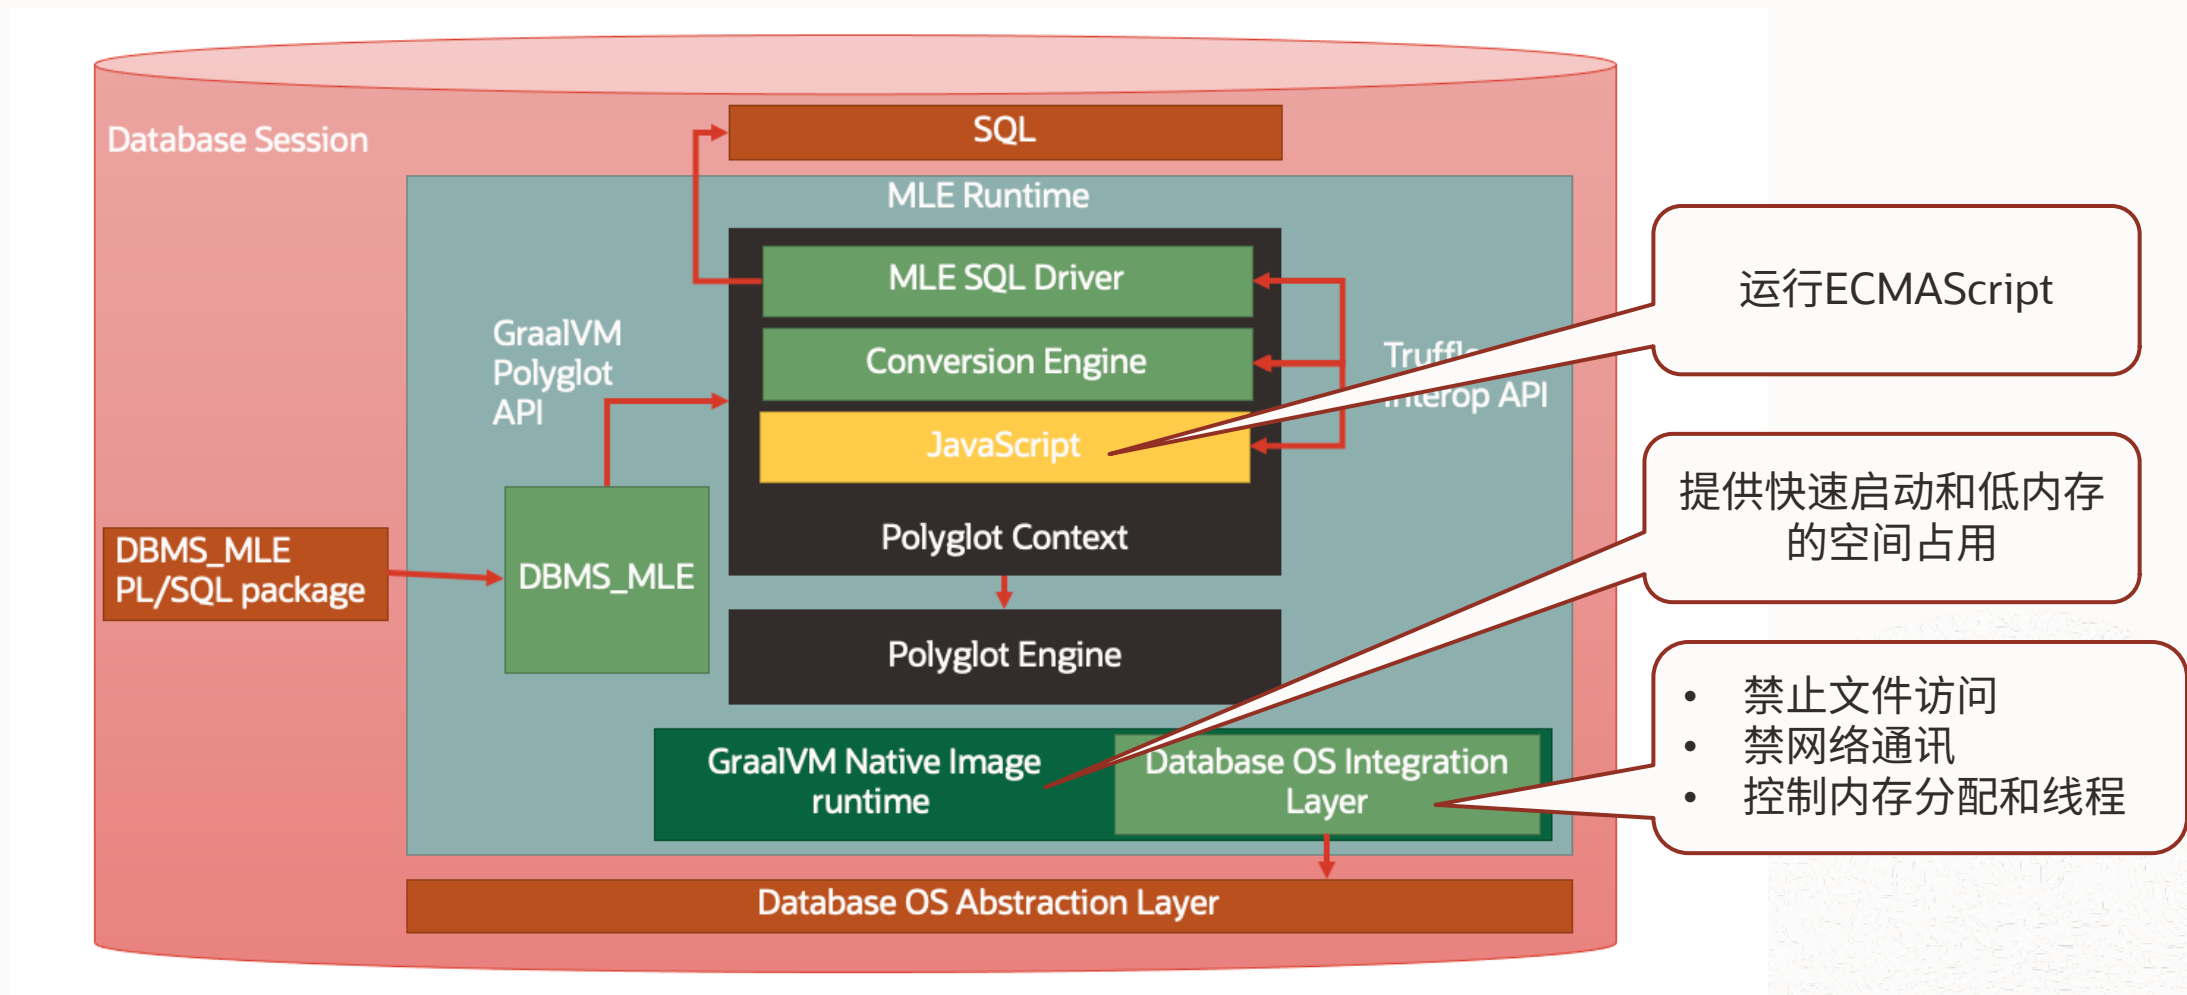 SQL
Database Session
MLE Runtime
MLE SQL Driver
GraalVM
Polyglot
API
Conversion Engine
JavaScript
Interop API
Polyglot Context
DBMS_MLE
PL/SQL package
DBMS_MLE
Polyglot Engine
GraalVM Native Image
runtime
Database OS Integration
Layer
Database OS Abstraction Layer
运行ECMAScript
提供快速启动和低内存
的空间占用
• 禁止文件访问
• 禁网络通讯
• 控制内存分配和线程